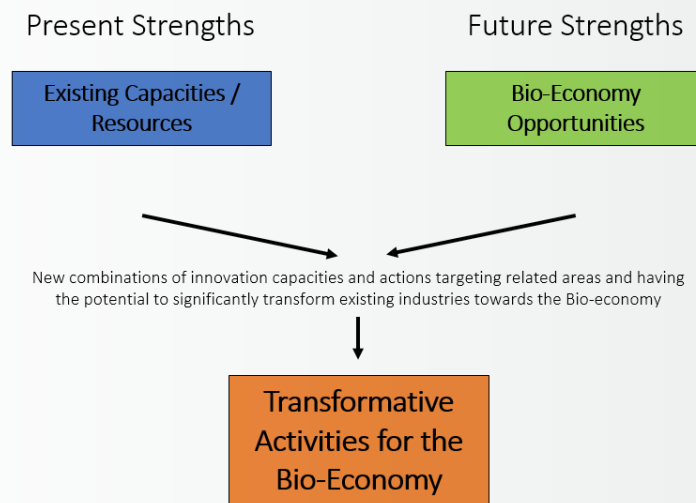 Present Strengths
Future Strengths
Existing Capacities /
Resources
Bio-Economy
Opportunities
New combinations of innovation capacities and actions targeting related areas and having
the potential to significantly transform existing industries towards the Bio-economy
Transformative
Activities for the
Bio-Economy